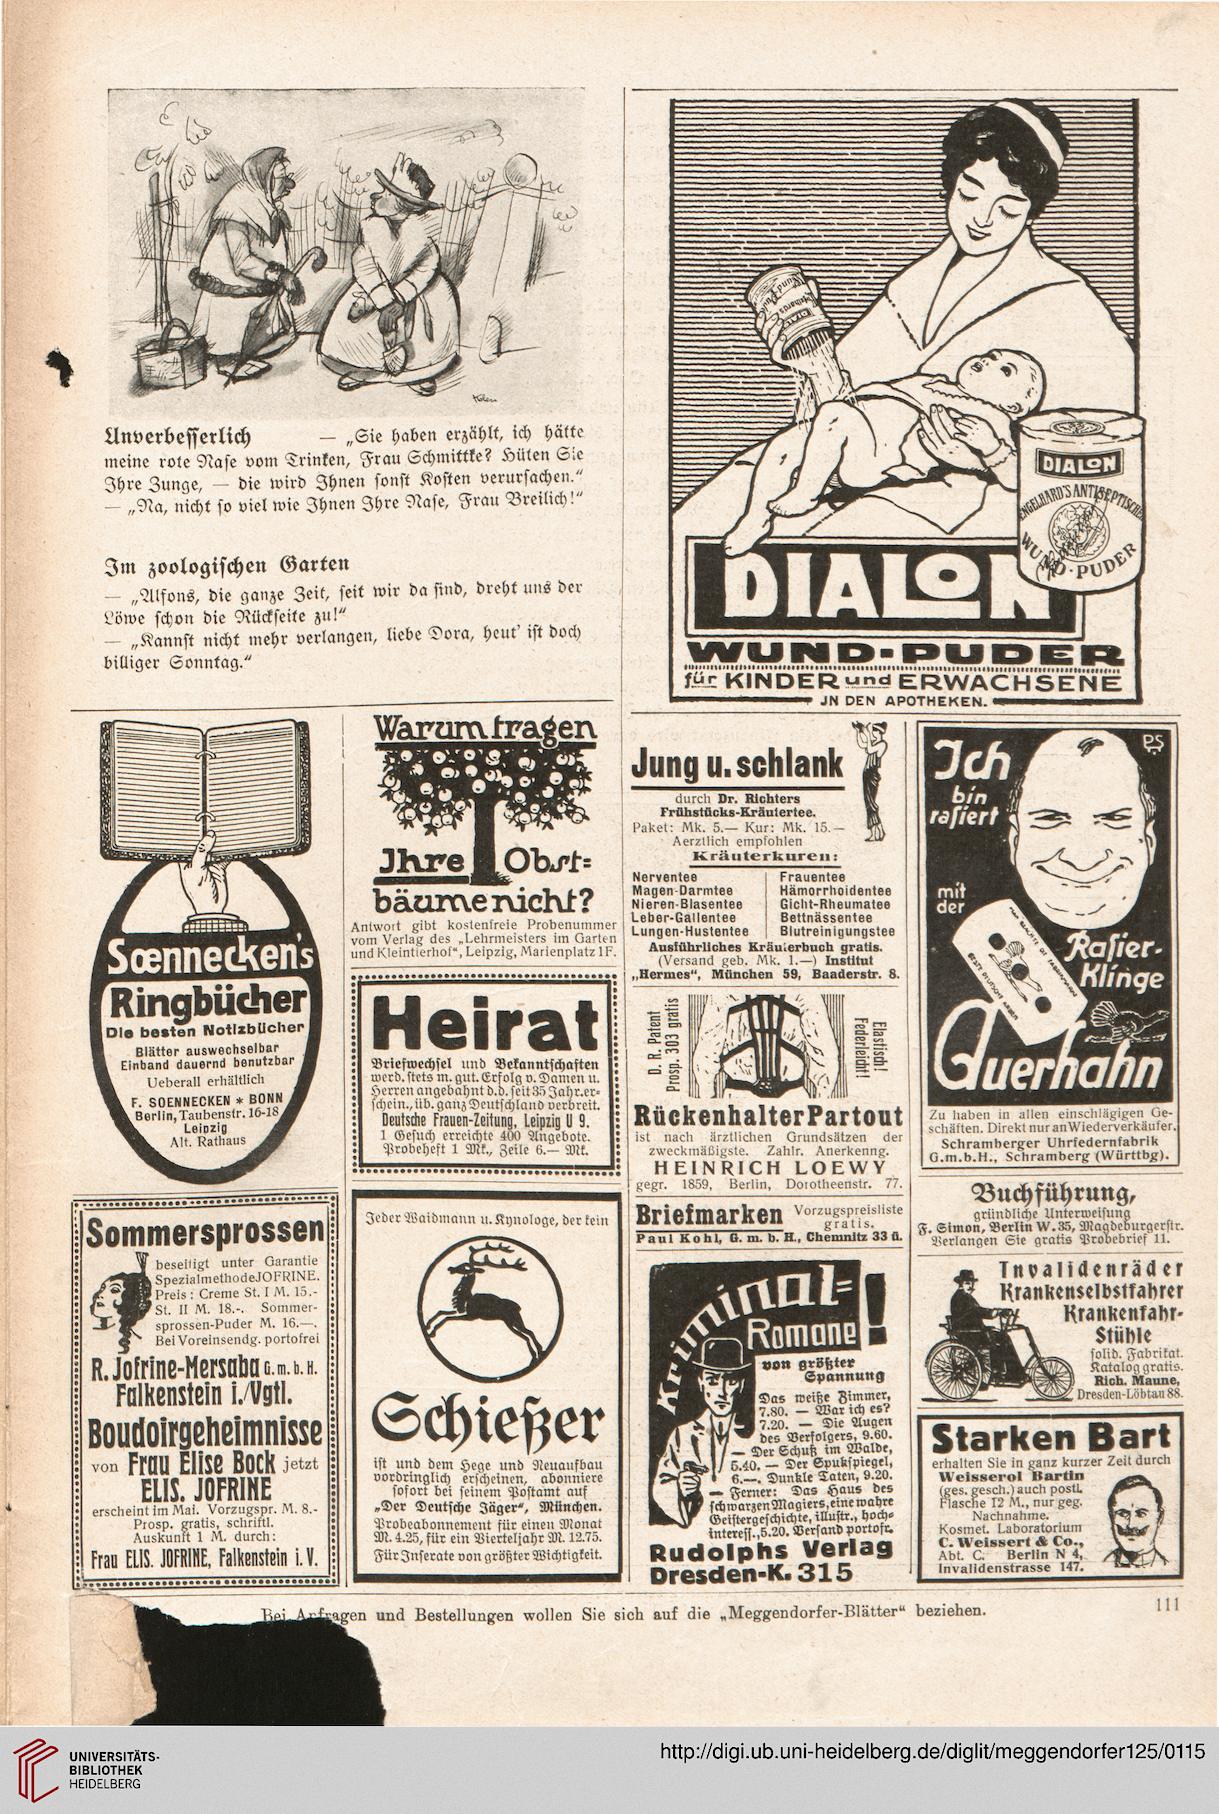 Unverbesserlich — „Sie haben erzählt, ich hätte
meine rote Nase vom Trinken, Frau Schmittke? Hüten Sie
Ihre Zunge, — die wird Ihnen sonst Kosten verursachen.“
— „Na, nicht so viel wie Ihnen Ihre Nase, Frau Breilich!“
Im zoologischen Garten
— „Alfons, die ganze Zeit, seit wir da sind, dreht uns der
Löwe schon die Rückseite zu!“
— „Kannst nicht mehr verlangen, liebe Dora, heut' ist doch
billiger Sonntag.“
DIALON
ENGELHARD'S ANTISEPTISCHER
WUND-PUDER
DIALON
WUND-PUDER
für KINDER und ERWACHSENE
JN DEN APOTHEKEN.
Sœnnecken's
Ringbücher
Die besten Notizbücher
Blätter auswechselbar
Einband dauernd benutzbar
Ueberall erhältlich
F. SOENNECKEN * BONN
Berlin, Taubenstr. 16-18
Leipzig
Alt. Rathaus
Warum tragen
Ihre Obst=
bäume nicht?
Antwort gibt kostenfreie Probenummer
vom Verlag des „Lehrmeisters im Garten
und Kleintierhof“, Leipzig, Marienplatz 1F.
Heirat
Briefwechsel und Bekanntschaften
werd. stets m. gut. Erfolg v. Damen u.
Herren angebahnt d. d. seit 35 Jahr. er=
schein., üb. ganz Deutschland verbreit.
Deutsche Frauen-Zeitung, Leipzig U 9.
1 Gesuch erreichte 400 Angebote.
Probeheft 1 Mk., Zeile 6.— Mk.
Jung u. schlank
durch Dr. Richters
Frühstücks-Kräutertee.
Paket: Mk. 5.— Kur: Mk. 15.—
Aerztlich empfohlen
Kräuterkuren:
Nerventee
Magen-Darmtee
Nieren-Blasentee
Leber-Gallentee
Lungen-Hustentee
Frauentee
Hämorrhoidentee
Gicht-Rheumatee
Bettnässentee
Blutreinigungstee
Ausführliches Kräuterbuch gratis.
(Versand geb. Mk. 1.—) Institut
„Hermes“, München 59, Baaderstr. 8.
D. R. Patent
Prosp. 303 gratis
Elastisch!
Federleicht!
Rückenhalter Partout
ist nach ärztlichen Grundsätzen der
zweckmäßigste. Zahlr. Anerkenng.
HEINRICH LOEWY
gegr. 1859, Berlin, Dorotheenstr. 77.
Briefmarken Vorzugspreisliste
gratis.
Paul Kohl, G. m. b. H., Chemnitz 33 ü.
PS
Ich
bin
rasiert
mit
der
Rasier-
Klinge
Querhahn
Zu haben in allen einschlägigen Ge-
schäften. Direkt nur an Wiederverkäufer.
Schramberger Uhrfedernfabrik
G.m.b.H., Schramberg (Württbg).
Buchführung,
gründliche Unterweisung
F. Simon, Berlin W. 35, Magdeburgerstr.
Verlangen Sie gratis Probebrief 11.
Invalidenräder
Krankenselbstfahrer
Krankenfahr-
Stühle
solid. Fabrikat.
Katalog gratis.
Rich. Maune,
Dresden-Löbtau 88.
Sommersprossen
beseitigt unter Garantie
Spezialmethode JOFRINE.
Preis: Creme St. I M. 15.-
St. II M. 18.-. Sommer-
sprossen-Puder M. 16.—.
Bei Voreinsendg. portofrei
R. Jofrine-Mersaba G. m. b. H.
Falkenstein i./Vgtl.
Boudoirgeheimnisse
von Frau Elise Bock jetzt
ELIS. JOFRINE
erscheint im Mai. Vorzugspr. M. 8.-
Prosp. gratis, schriftl.
Auskunft 1 M. durch:
Frau ELIS. JOFRINE, Falkenstein i. V.
Jeder Waidmann u. Kynologe, der kein
Schießer
ist und dem Hege und Neuaufbau
vordringlich erscheinen, abonniere
sofort bei seinem Postamt auf
„Der Deutsche Jäger“, München.
Probeabonnement für einen Monat
M. 4.25, für ein Vierteljahr M. 12.75.
Für Inserate von größter Wichtigkeit.
Kriminal=
Romane!
von größter
Spannung
Das weiße Zimmer,
7.80. — War ich es?
7.20. — Die Augen
des Verfolgers, 9.60.
— Der Schuß im Walde,
5.40. — Der Spukspiegel,
6.—. Dunkle Taten, 9.20.
— Ferner: Das Haus des
schwarzen Magiers, eine wahre
Geistergeschichte, illustr., hoch=
interess., 5.20. Versand portofr.
Rudolphs Verlag
Dresden-K. 315
Starken Bart
erhalten Sie in ganz kurzer Zeit durch
Weisserol Bartin
(ges. gesch.) auch postl.
Flasche 12 M., nur geg.
Nachnahme.
Kosmet. Laboratorium
C. Weissert & Co.,
Abt. C. Berlin N 4,
Invalidenstrasse 147.
Bei Anfragen und Bestellungen wollen Sie sich auf die „Meggendorfer-Blätter“ beziehen.
111
UNIVERSITÄTS-
BIBLIOTHEK
HEIDELBERG
http://digi.ub.uni-heidelberg.de/diglit/meggendorfer125/0115